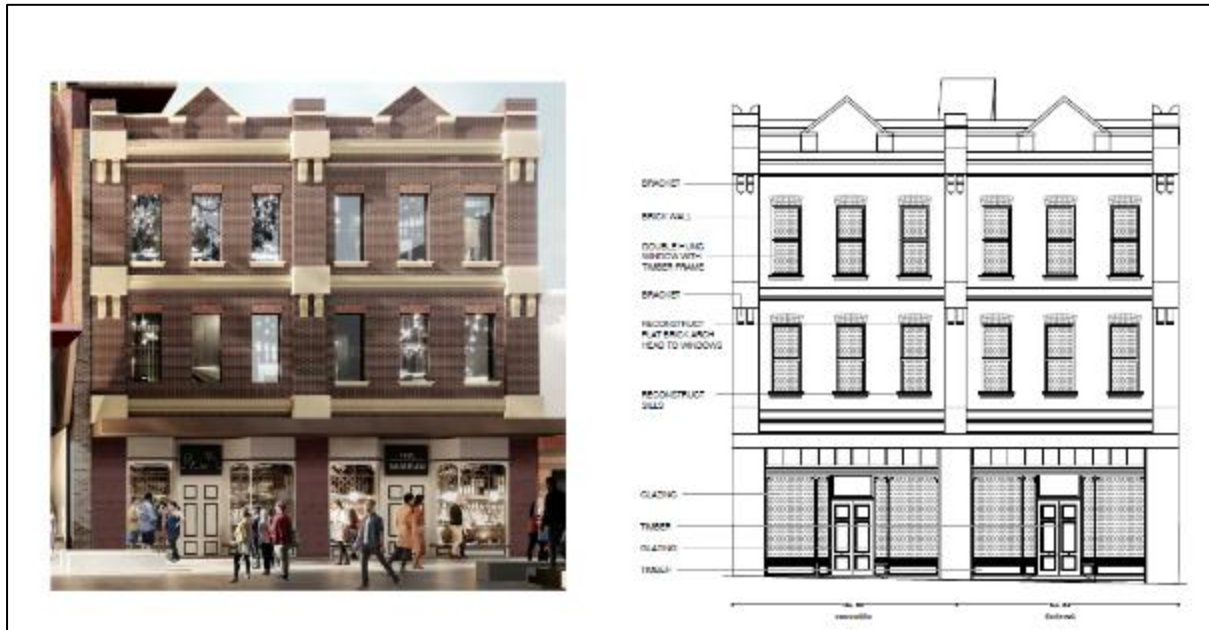 BRACKET
BRICK WALL
DOUBLE HUNG
WINDOW WITH
TIMBER FRAME
BRACKET
RECONSTRUCT
FLAT BRICK ARCH
HEAD TO WINDOWS
RECONSTRUCT
SILLS
GLAZING
TIMBER
GLAZING
TIMBER